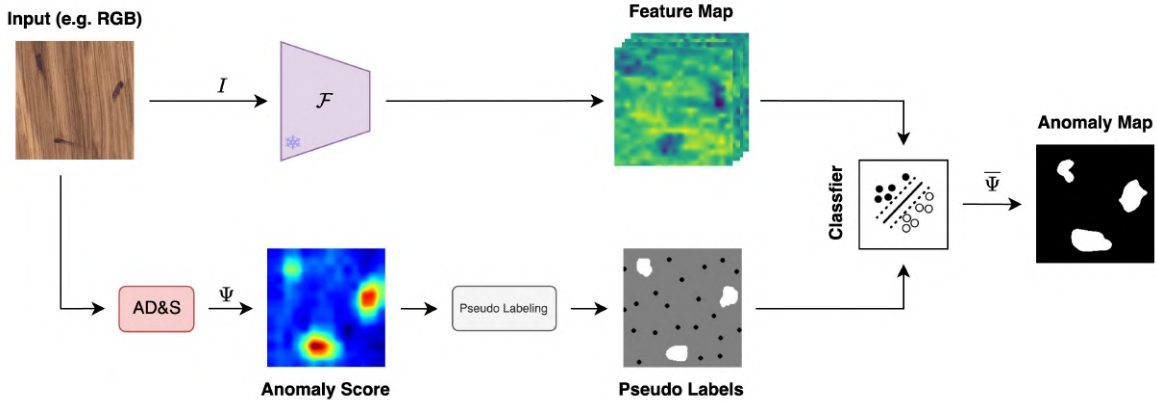 Input (e.g. RGB)
Feature Map
I
ℱ
Anomaly Map
Classfier
Ψ̅
AD&S
Ψ
Pseudo Labeling
Anomaly Score
Pseudo Labels